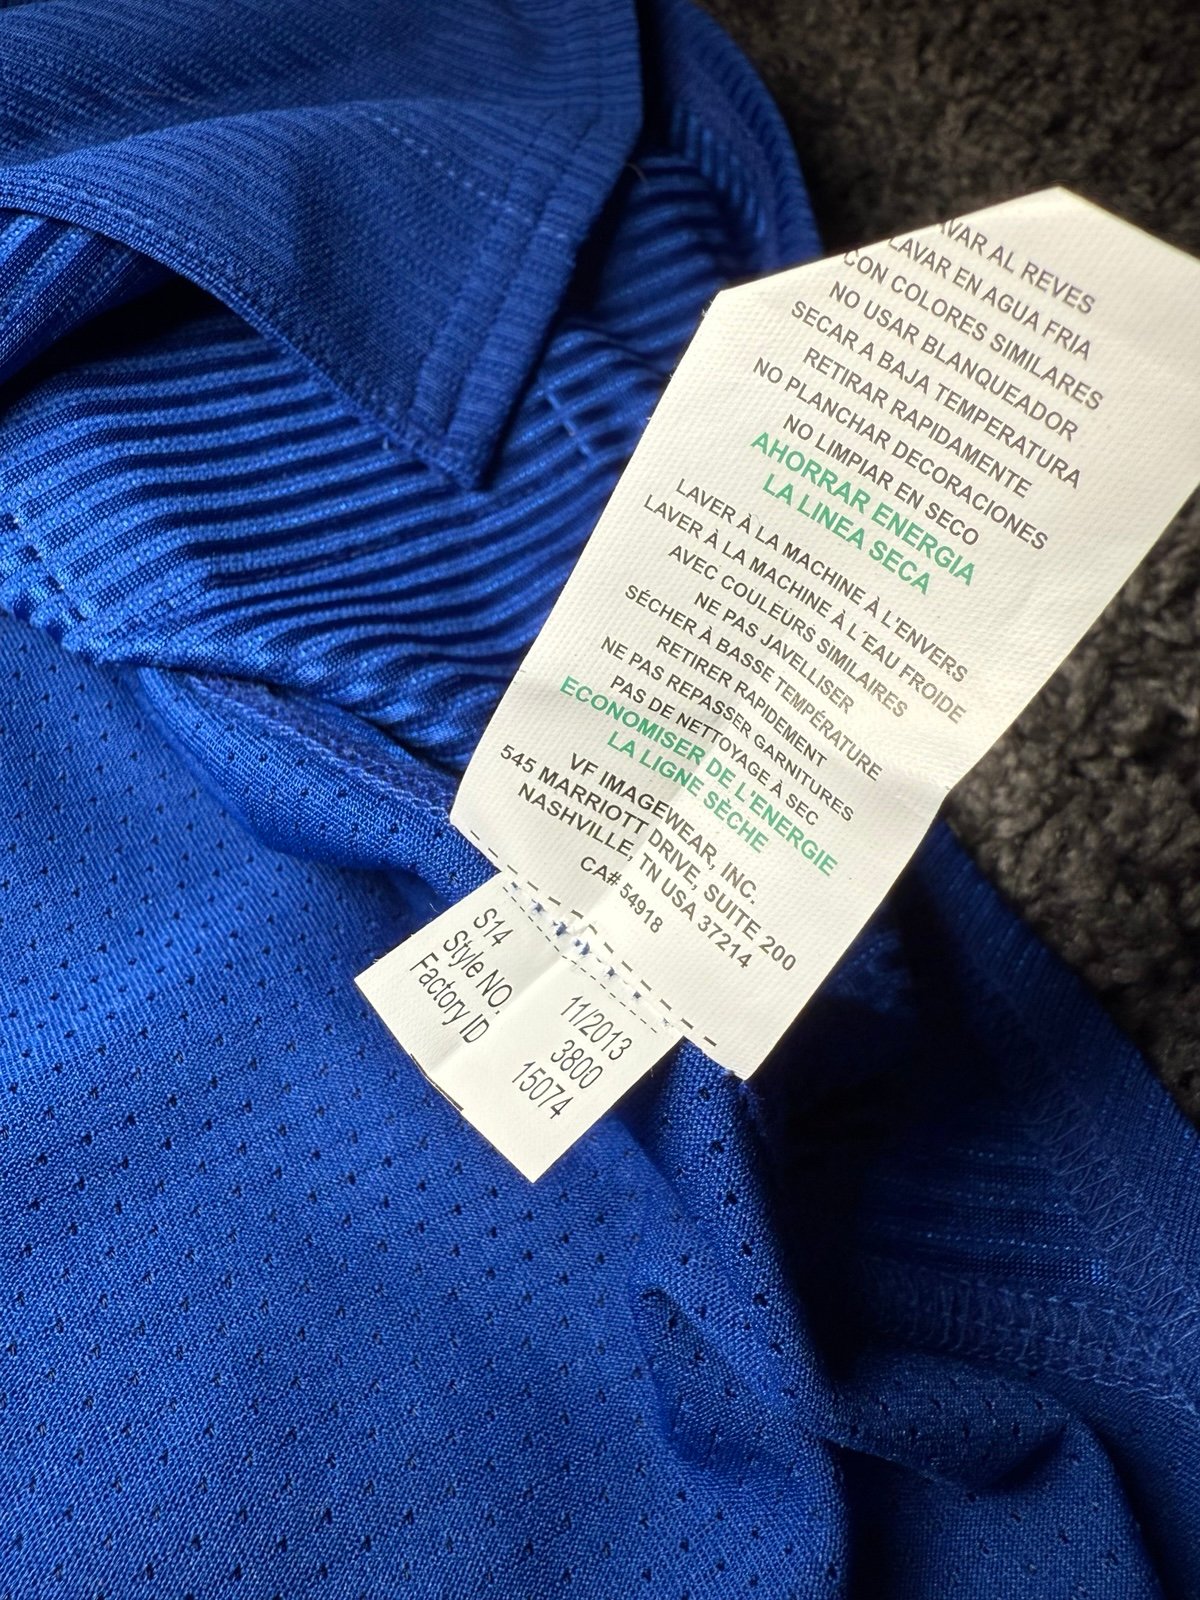 AVAR AL REVES
LAVAR EN AGUA FRIA
CON COLORES SIMILARES
NO USAR BLANQUEADOR
SECAR A BAJA TEMPERATURA
RETIRAR RAPIDAMENTE
NO PLANCHAR DECORACIONES
NO LIMPIAR EN SECO
AHORRAR ENERGIA
LA LINEA SECA
LAVER À LA MACHINE À L'ENVERS
LAVER À LA MACHINE À L'EAU FROIDE
AVEC COULEURS SIMILAIRES
NE PAS JAVELLISER
SÉCHER À BASSE TEMPÉRATURE
RETIRER RAPIDEMENT
NE PAS REPASSER GARNITURES
PAS DE NETTOYAGE À SEC
ECONOMISER DE L'ENERGIE
LA LIGNE SÈCHE
VF IMAGEWEAR, INC.
545 MARRIOTT DRIVE, SUITE 200
NASHVILLE, TN USA 37214
CA# 54918
S14 11/2013
Style NO. 3800
Factory ID 15074